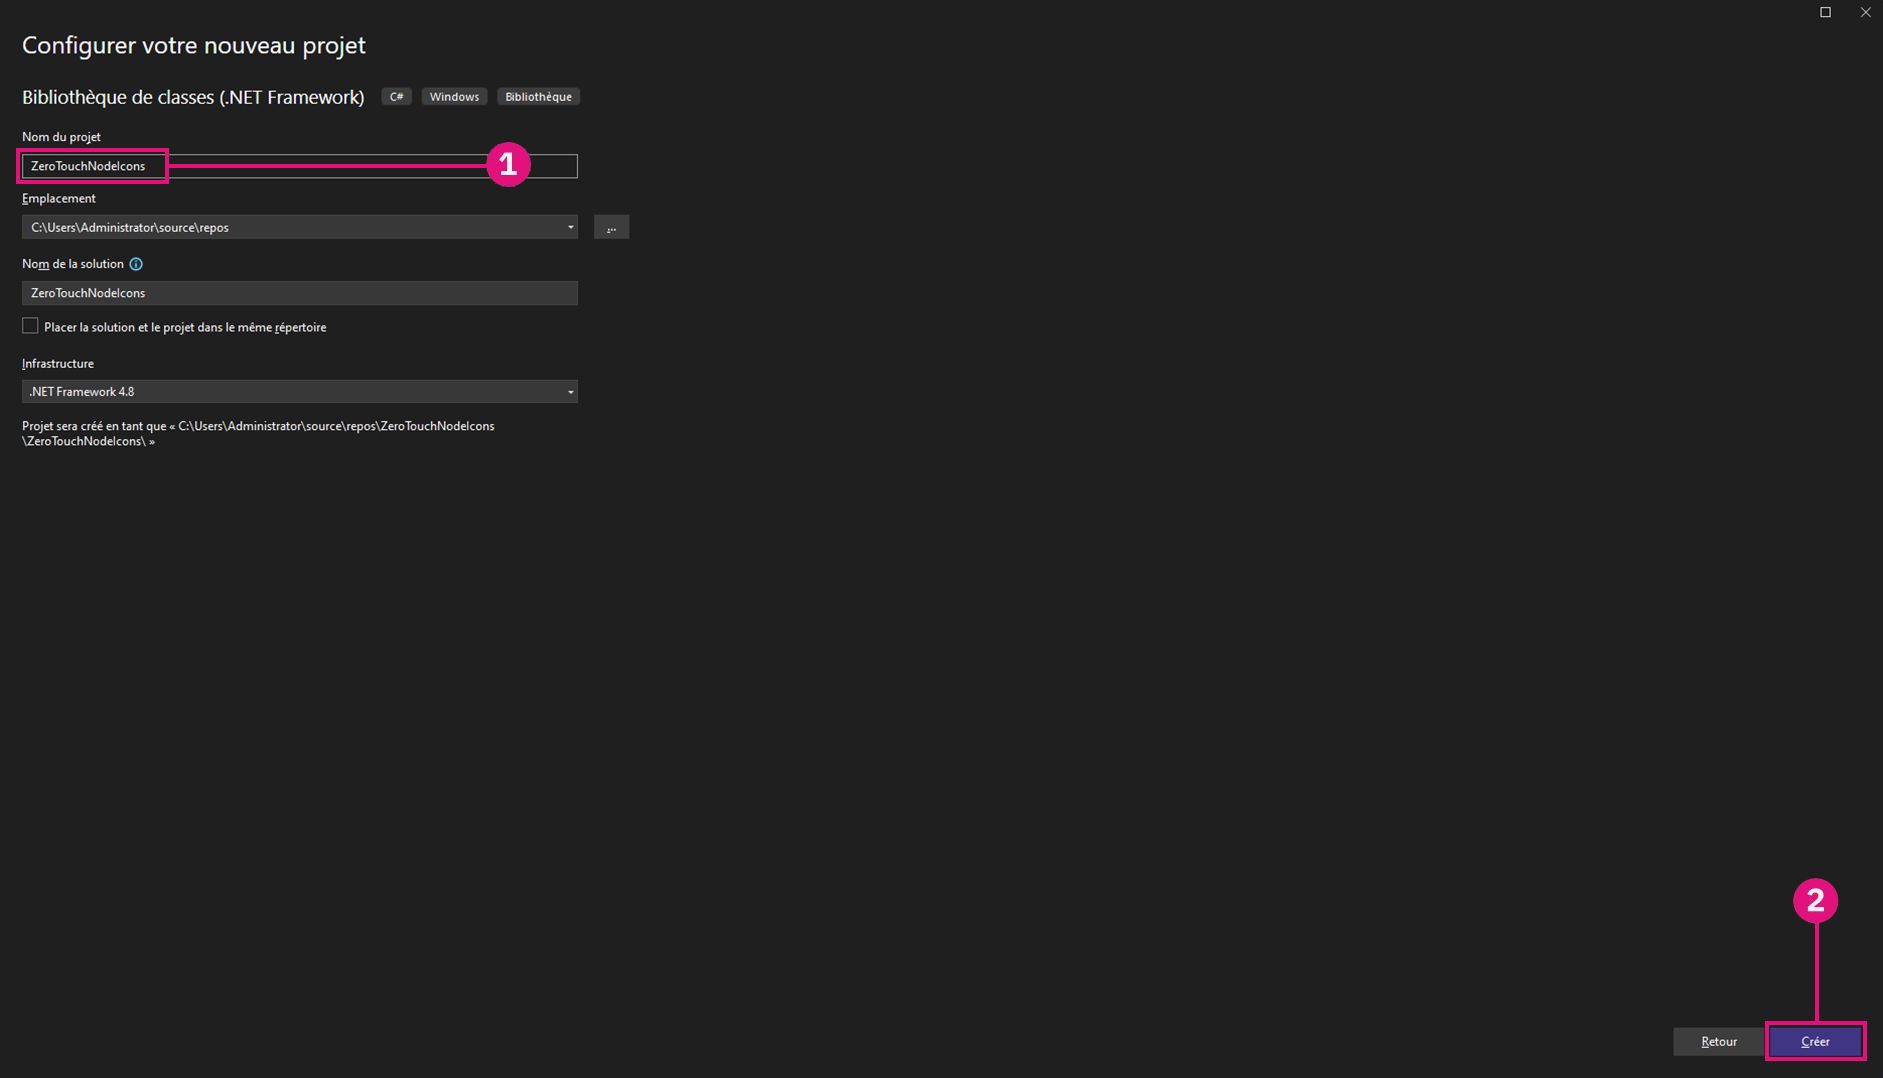 Configurer votre nouveau projet
Bibliothèque de classes (.NET Framework) C# Windows Bibliothèque
Nom du projet
ZeroTouchNodeIcons 1
Emplacement
C:\Users\Administrator\source\repos ...
Nom de la solution
ZeroTouchNodeIcons
Placer la solution et le projet dans le même répertoire
Infrastructure
.NET Framework 4.8
Projet sera créé en tant que « C:\Users\Administrator\source\repos\ZeroTouchNodeIcons
\ZeroTouchNodeIcons\ »
2
Retour Créer